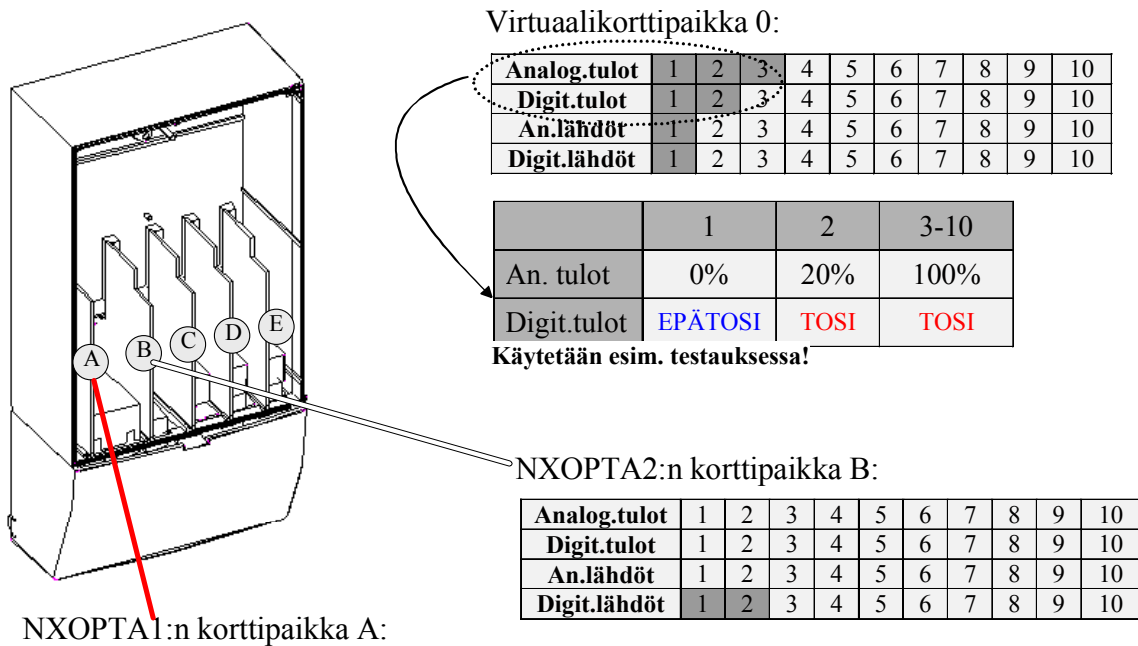 Virtuaalikorttipaikka 0:
Analog.tulot 1 2 3 4 5 6 7 8 9 10
Digit.tulot 1 2 3 4 5 6 7 8 9 10
An.lähdöt 1 2 3 4 5 6 7 8 9 10
Digit.lähdöt 1 2 3 4 5 6 7 8 9 10
1 2 3-10
An. tulot 0% 20% 100%
Digit.tulot EPÄTOSI TOSI TOSI
Käytetään esim. testauksessa!
A B C D E
NXOPTA2:n korttipaikka B:
Analog.tulot 1 2 3 4 5 6 7 8 9 10
Digit.tulot 1 2 3 4 5 6 7 8 9 10
An.lähdöt 1 2 3 4 5 6 7 8 9 10
Digit.lähdöt 1 2 3 4 5 6 7 8 9 10
NXOPTA1:n korttipaikka A: